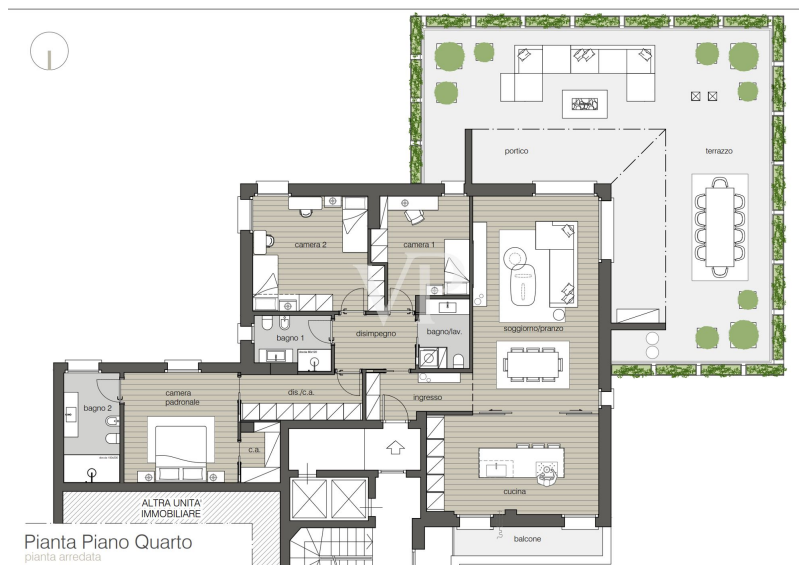 portico
terrazzo
camera 2
camera 1
VP
soggiorno/pranzo
disimpegno
bagno/lav.
bagno 1
dis./c.a.
ingresso
camera
padronale
bagno 2
c.a.
cucina
ALTRA UNITA'
IMMOBILIARE
balcone
Pianta Piano Quarto
pianta arredata